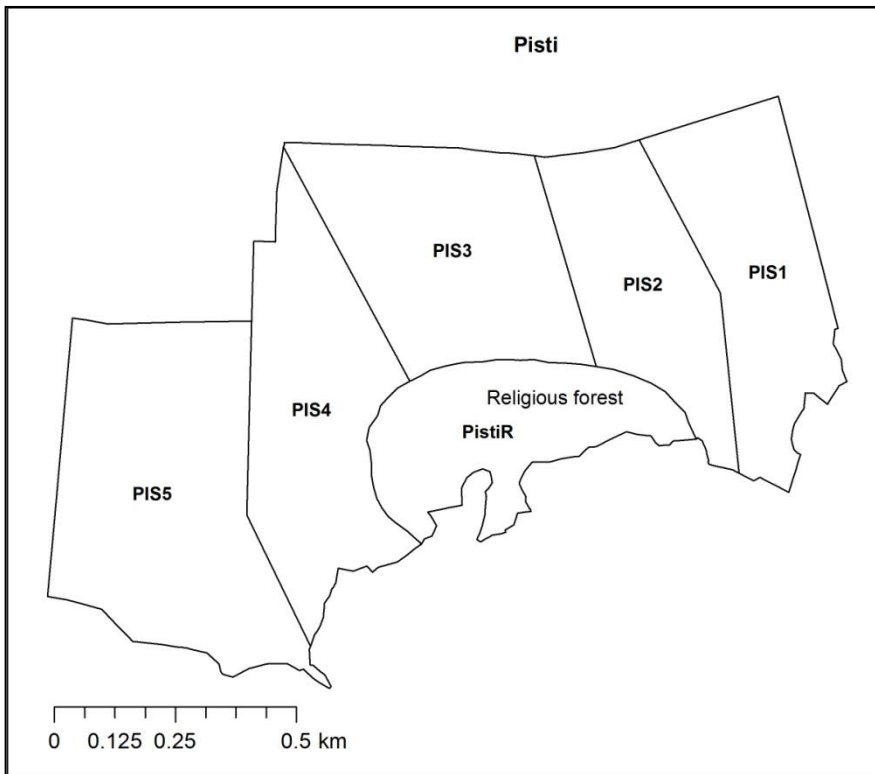 Pisti
PIS3
PIS2
PIS1
Religious forest
PIS4
PistiR
PIS5
0 0.125 0.25 0.5 km